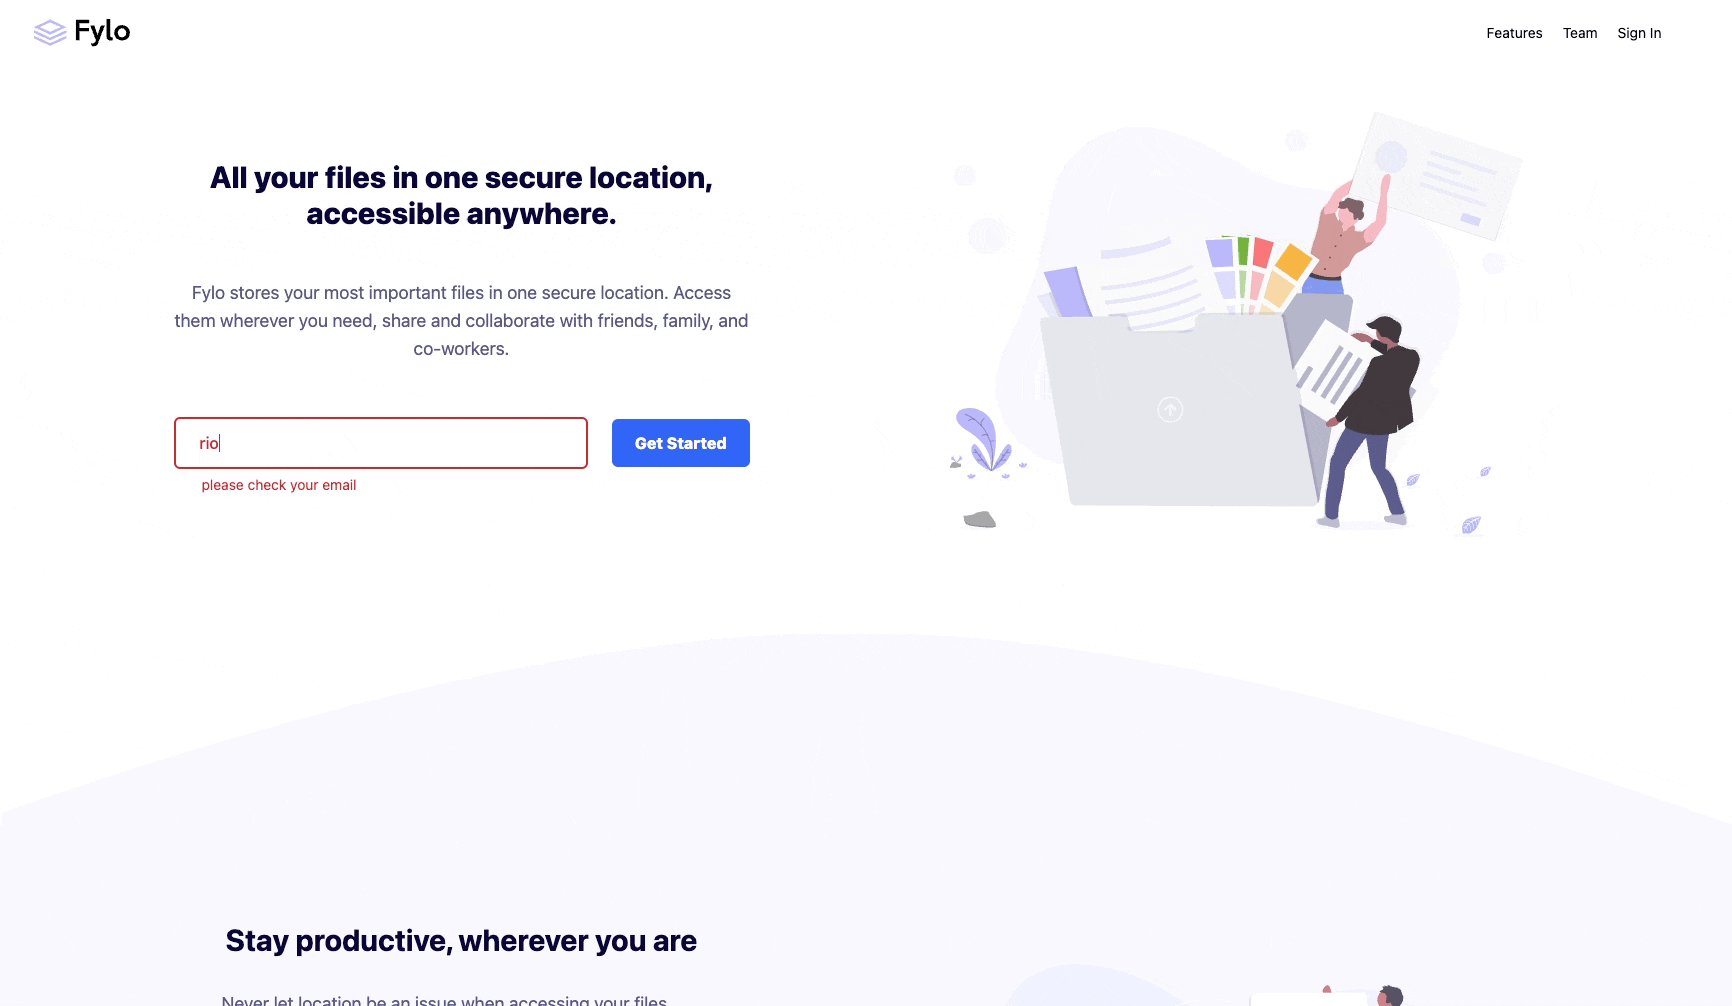 Fylo
Features Team Sign In
All your files in one secure location,
accessible anywhere.
Fylo stores your most important files in one secure location. Access
them wherever you need, share and collaborate with friends, family, and
co-workers.
rio
Get Started
please check your email
Stay productive, wherever you are
Never let location be an issue when accessing your files.